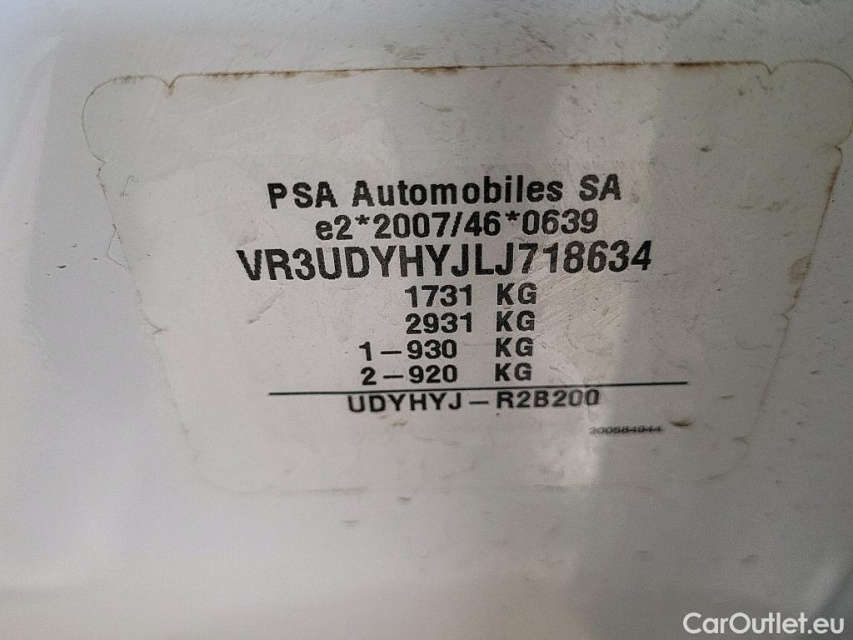 PSA Automobiles SA
e2*2007/46*0639
VR3UDYHYJLJ718634
1731 KG
2931 KG
1-930 KG
2-920 KG
UDYHYJ-R2B200
CarOutlet.eu